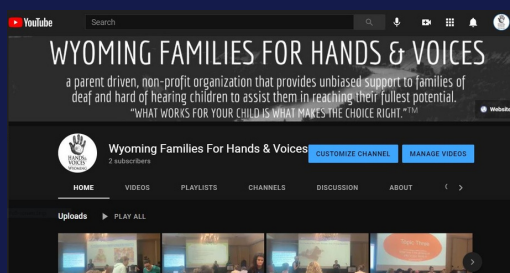 YouTube
Search
WYOMING FAMILIES FOR HANDS & VOICES
a parent driven, non-profit organization that provides unbiased support to families of
deaf and hard of hearing children to assist them in reaching their fullest potential.
"WHAT WORKS FOR YOUR CHILD IS WHAT MAKES THE CHOICE RIGHT."™
Website
HANDS & VOICES
WYOMING
Wyoming Families For Hands & Voices
2 subscribers
CUSTOMIZE CHANNEL
MANAGE VIDEOS
HOME VIDEOS PLAYLISTS CHANNELS DISCUSSION ABOUT
Uploads PLAY ALL